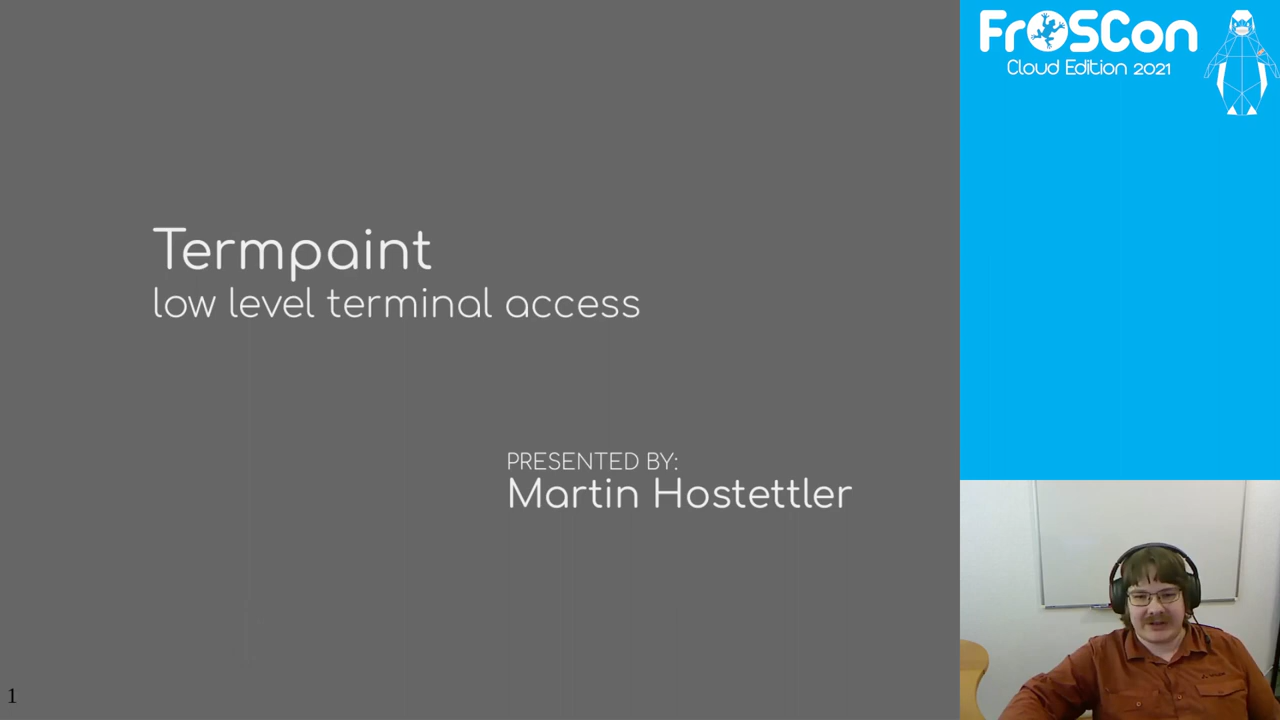 Termpaint
low level terminal access
PRESENTED BY:
Martin Hostettler
1
FrOSCon
Cloud Edition 2021